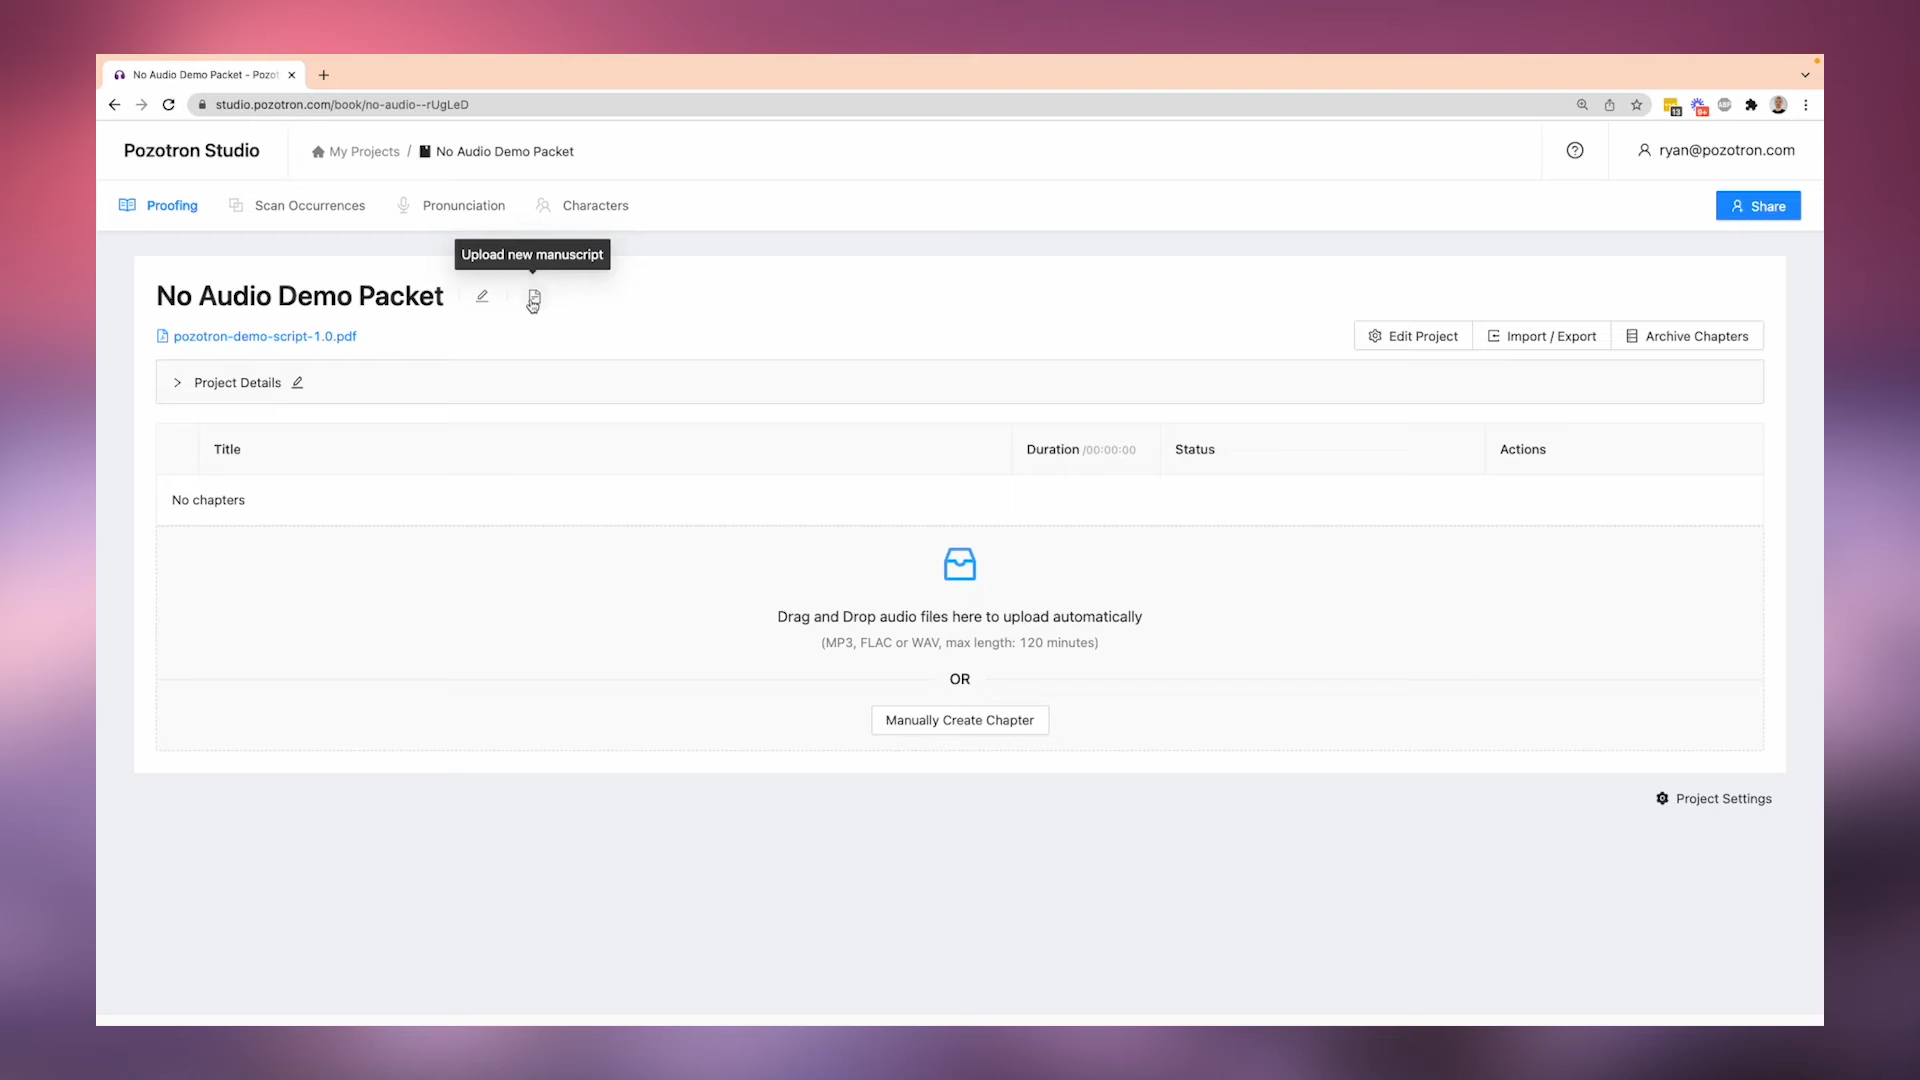 No Audio Demo Packet - Pozot
studio.pozotron.com/book/no-audio--rUgLeD
13
9+
ABP
Pozotron Studio
My Projects / No Audio Demo Packet
ryan@pozotron.com
Proofing
Scan Occurrences
Pronunciation
Characters
Share
Upload new manuscript
No Audio Demo Packet
pozotron-demo-script-1.0.pdf
Edit Project
Import / Export
Archive Chapters
Project Details
Title
Duration /00:00:00
Status
Actions
No chapters
Drag and Drop audio files here to upload automatically
(MP3, FLAC or WAV, max length: 120 minutes)
OR
Manually Create Chapter
Project Settings